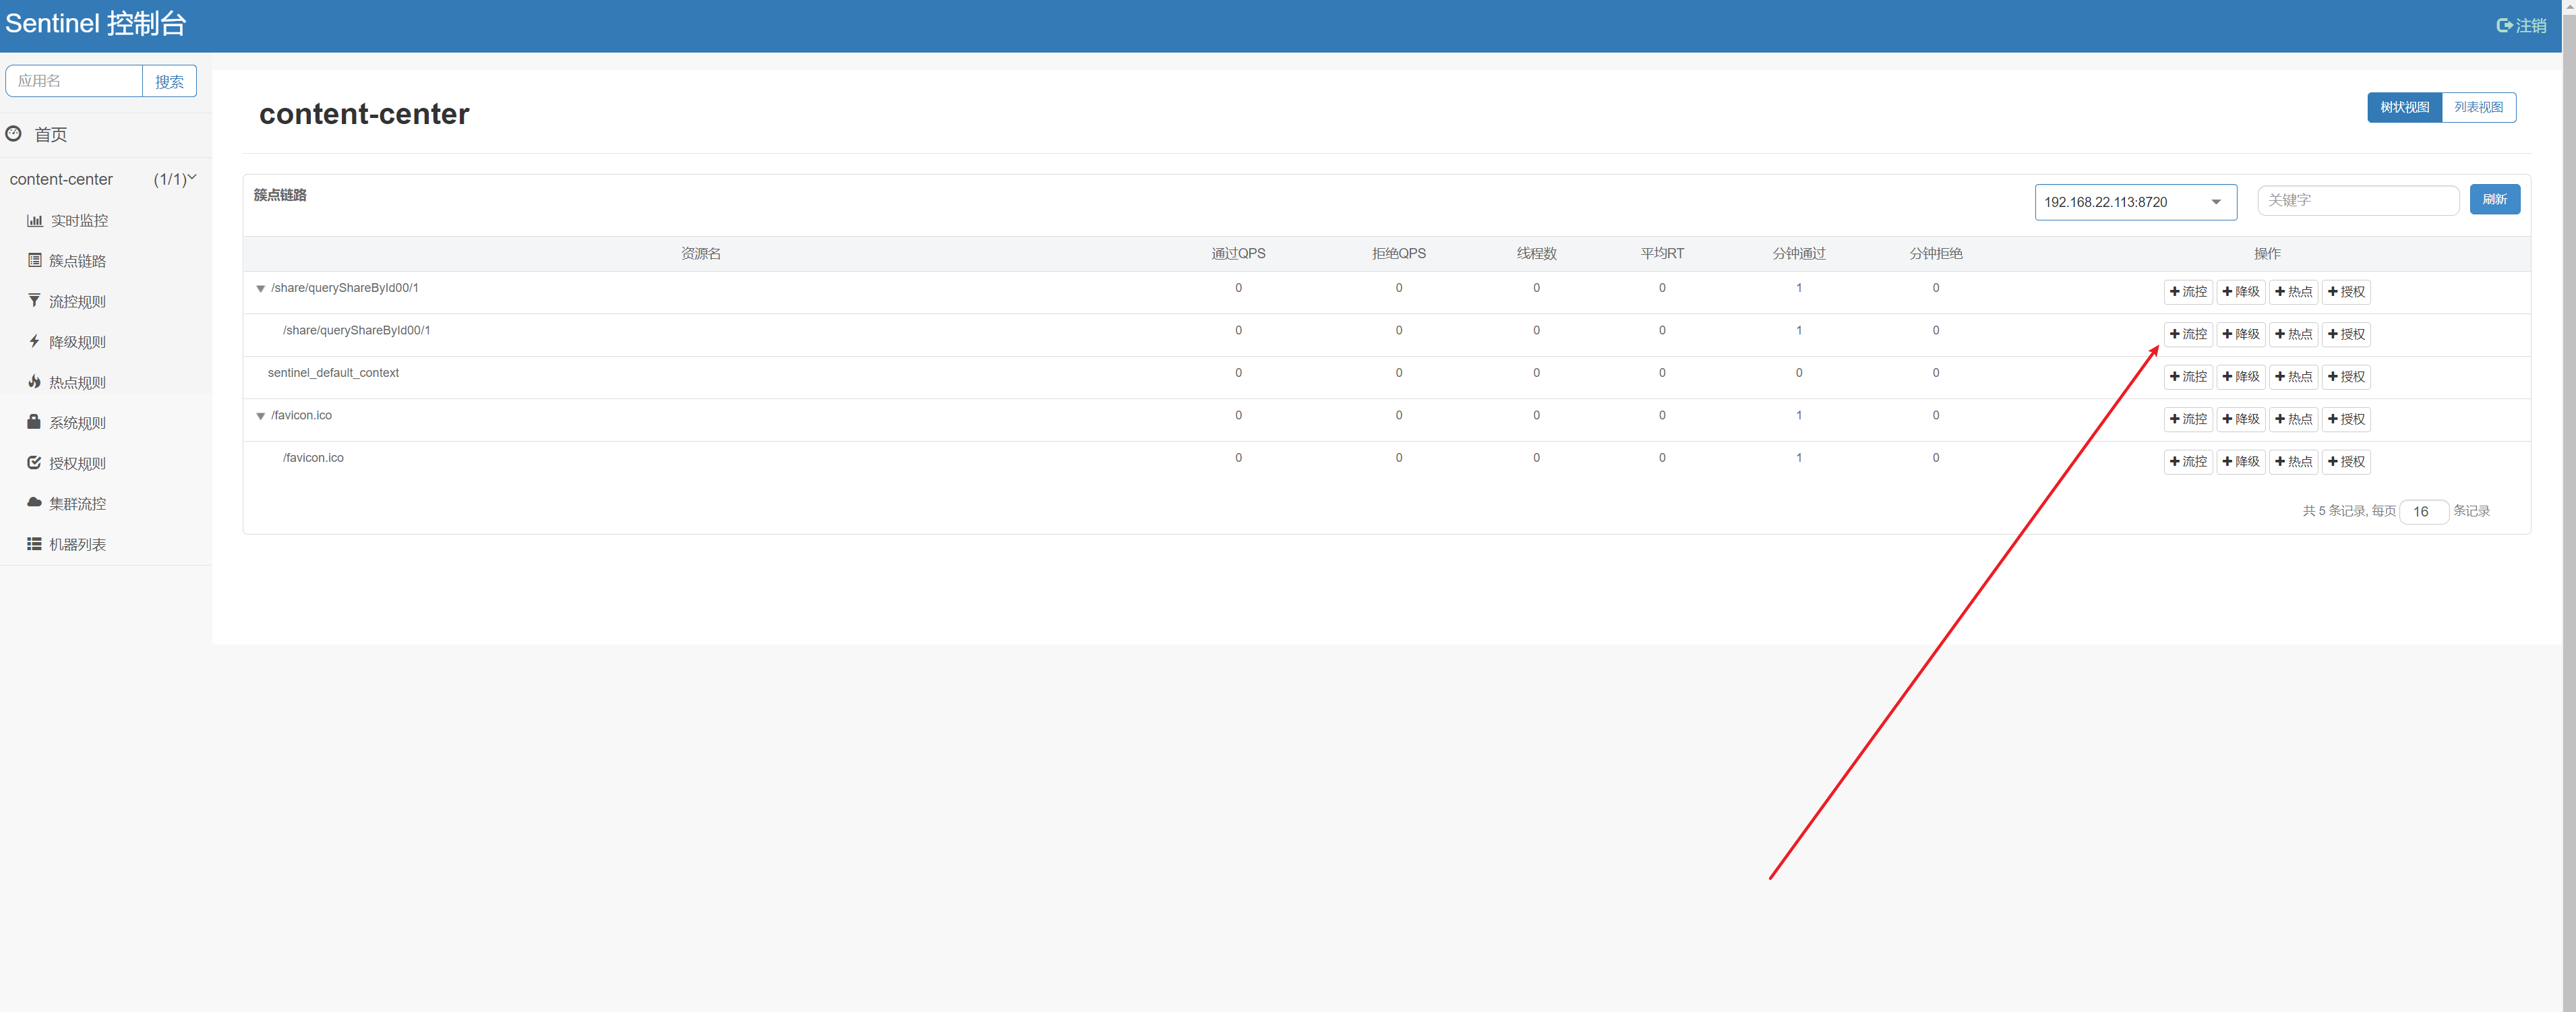 Sentinel 控制台
注销
应用名 搜索
首页
content-center (1/1)
实时监控
簇点链路
流控规则
降级规则
热点规则
系统规则
授权规则
集群流控
机器列表
content-center
树状视图 列表视图
簇点链路
192.168.22.113:8720 关键字 刷新
资源名 通过QPS 拒绝QPS 线程数 平均RT 分钟通过 分钟拒绝 操作
/share/queryShareById00/1 0 0 0 0 1 0 流控 降级 热点 授权
/share/queryShareById00/1 0 0 0 0 1 0 流控 降级 热点 授权
sentinel_default_context 0 0 0 0 0 0 流控 降级 热点 授权
/favicon.ico 0 0 0 0 1 0 流控 降级 热点 授权
/favicon.ico 0 0 0 0 1 0 流控 降级 热点 授权
共 5 条记录, 每页 16 条记录